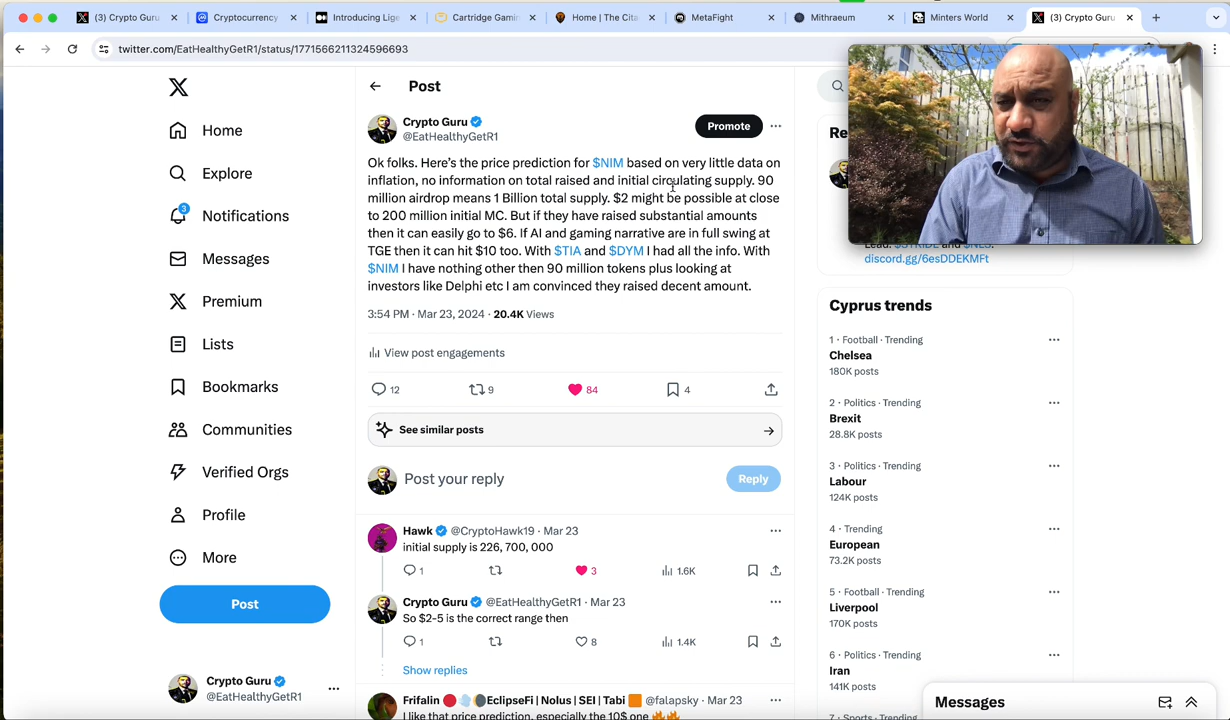 (3) Crypto Guru
Cryptocurrency
Introducing Lige
Cartridge Gamin
Home | The Cita
MetaFight
Mithraeum
Minters World
(3) Crypto Guru
twitter.com/EatHealthyGetR1/status/1771566211324596693
Home
Explore
3
Notifications
Messages
Premium
Lists
Bookmarks
Communities
Verified Orgs
Profile
More
Post
Crypto Guru
@EatHealthyGetR1
Post
Crypto Guru
@EatHealthyGetR1
Promote
Ok folks. Here's the price prediction for $NIM based on very little data on
inflation, no information on total raised and initial circulating supply. 90
million airdrop means 1 Billion total supply. $2 might be possible at close
to 200 million initial MC. But if they have raised substantial amounts
then it can easily go to $6. If AI and gaming narrative are in full swing at
TGE then it can hit $10 too. With $TIA and $DYM I had all the info. With
$NIM I have nothing other then 90 million tokens plus looking at
investors like Delphi etc I am convinced they raised decent amount.
3:54 PM · Mar 23, 2024 · 20.4K Views
View post engagements
12 9 84 4
See similar posts
Post your reply
Reply
Hawk @CryptoHawk19 · Mar 23
initial supply is 226, 700, 000
1 3 1.6K
Crypto Guru @EatHealthyGetR1 · Mar 23
So $2-5 is the correct range then
1 8 1.4K
Show replies
Frifalin EclipseFi | Nolus | SEI | Tabi @falapsky · Mar 23
I like that price prediction, especially the 10$ one
Re
discord.gg/6esDDEKMFt
Cyprus trends
1 · Football · Trending
Chelsea
180K posts
2 · Politics · Trending
Brexit
28.8K posts
3 · Politics · Trending
Labour
124K posts
4 · Trending
European
73.2K posts
5 · Football · Trending
Liverpool
170K posts
6 · Politics · Trending
Iran
141K posts
Messages